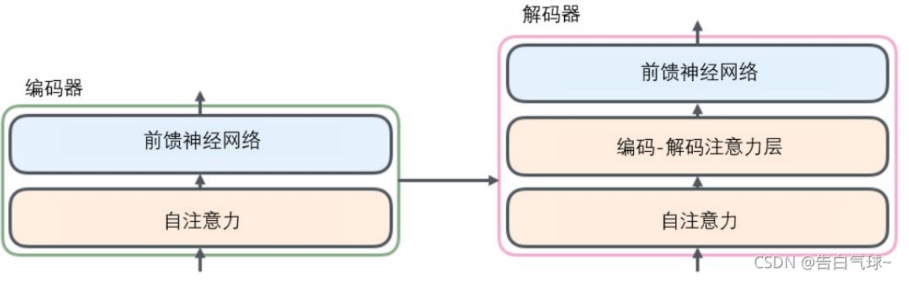 编码器
前馈神经网络
自注意力
解码器
前馈神经网络
编码-解码注意力层
自注意力
CSDN @告白气球~